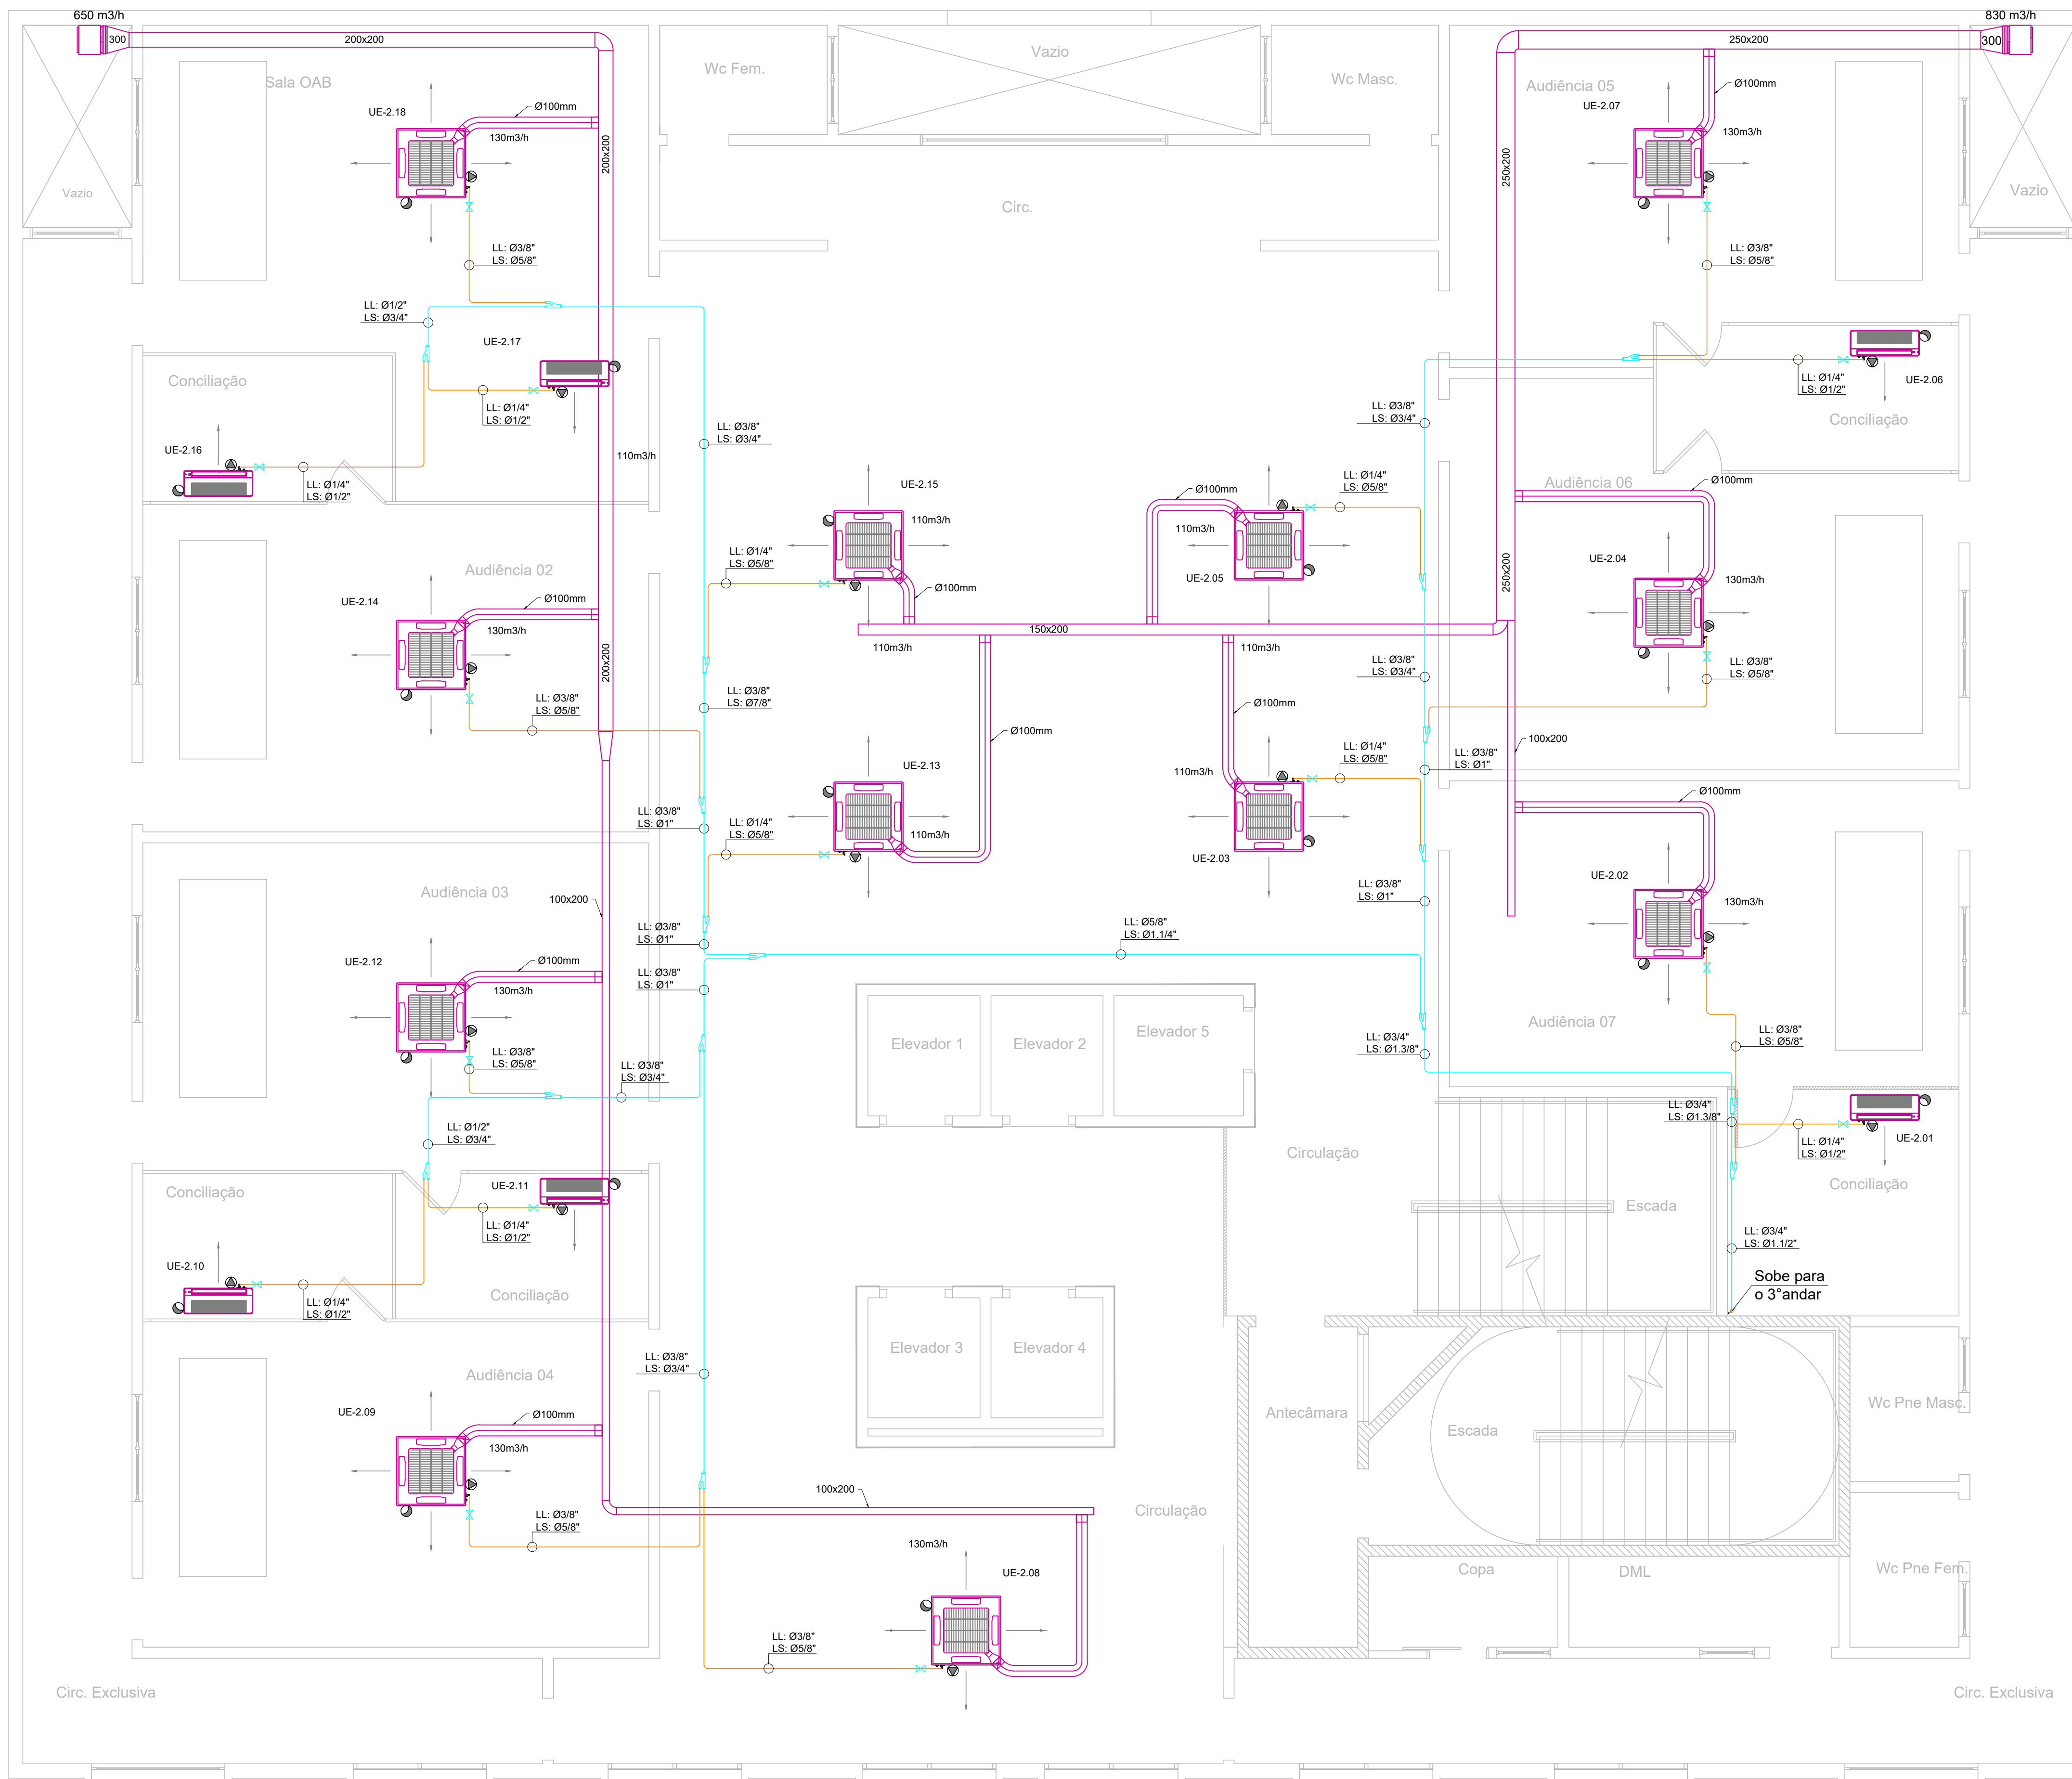 650 m3/h
300
200x200
Sala OAB
Vazio
UE-2.18
Ø100mm
130m3/h
200x200
LL: Ø3/8"
LS: Ø5/8"
Wc Fem.
Vazio
Wc Masc.
Circ.
830 m3/h
300
250x200
Audiência 05
UE-2.07
Ø100mm
130m3/h
250x200
Vazio
LL: Ø3/8"
LS: Ø5/8"
LL: Ø1/2"
LS: Ø3/4"
UE-2.17
Conciliação
LL: Ø1/4"
LS: Ø1/2"
UE-2.16
LL: Ø1/4"
LS: Ø1/2"
110m3/h
LL: Ø3/8"
LS: Ø3/4"
LL: Ø3/8"
LS: Ø3/4"
LL: Ø1/4"
LS: Ø1/2"
UE-2.06
Conciliação
UE-2.15
110m3/h
Ø100mm
LL: Ø1/4"
LS: Ø5/8"
110m3/h
UE-2.05
Audiência 06
Ø100mm
Audiência 02
UE-2.14
Ø100mm
130m3/h
200x200
LL: Ø1/4"
LS: Ø5/8"
Ø100mm
250x200
UE-2.04
130m3/h
150x200
110m3/h
110m3/h
LL: Ø3/8"
LS: Ø3/4"
LL: Ø3/8"
LS: Ø5/8"
LL: Ø3/8"
LS: Ø5/8"
LL: Ø3/8"
LS: Ø7/8"
Ø100mm
Ø100mm
100x200
UE-2.13
110m3/h
110m3/h
LL: Ø1/4"
LS: Ø5/8"
LL: Ø3/8"
LS: Ø1"
Ø100mm
LL: Ø3/8"
LS: Ø1"
LL: Ø1/4"
LS: Ø5/8"
UE-2.03
UE-2.02
130m3/h
Audiência 03
100x200
LL: Ø3/8"
LS: Ø1"
LL: Ø3/8"
LS: Ø1"
LL: Ø5/8"
LS: Ø1.1/4"
UE-2.12
Ø100mm
130m3/h
LL: Ø3/8"
LS: Ø1"
Audiência 07
LL: Ø3/8"
LS: Ø5/8"
LL: Ø3/8"
LS: Ø3/4"
Elevador 1
Elevador 2
Elevador 5
LL: Ø3/4"
LS: Ø1.3/8"
LL: Ø3/8"
LS: Ø5/8"
LL: Ø1/2"
LS: Ø3/4"
LL: Ø3/4"
LS: Ø1.3/8"
LL: Ø1/4"
LS: Ø1/2"
UE-2.01
Conciliação
Circulação
Escada
Conciliação
UE-2.11
LL: Ø1/4"
LS: Ø1/2"
UE-2.10
LL: Ø1/4"
LS: Ø1/2"
Conciliação
LL: Ø3/4"
LS: Ø1.1/2"
Sobe para
o 3°andar
LL: Ø3/8"
LS: Ø3/4"
Elevador 3
Elevador 4
Audiência 04
UE-2.09
Ø100mm
130m3/h
Antecâmara
Escada
Wc Pne Masc.
100x200
Circulação
LL: Ø3/8"
LS: Ø5/8"
130m3/h
UE-2.08
Copa
DML
Wc Pne Fem.
LL: Ø3/8"
LS: Ø5/8"
Circ. Exclusiva
Circ. Exclusiva